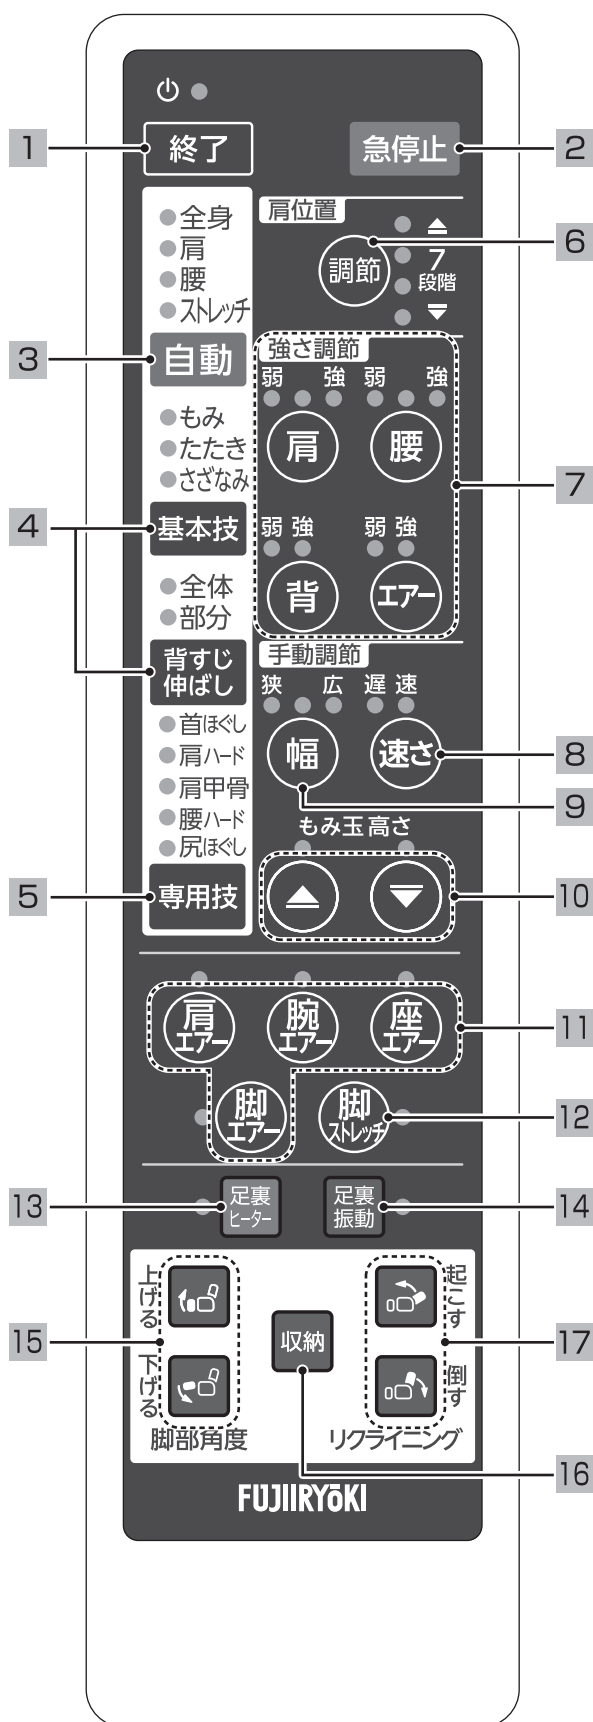 1
終了
急停止
2
全身
肩
腰
ストレッチ
3
自動
もみ
たたき
さざなみ
4
基本技
全体
部分
背すじ
伸ばし
首ほぐし
肩ハード
肩甲骨
腰ハード
尻ほぐし
5
専用技
肩位置
調節
7
段階
6
強さ調節
弱 強 弱 強
肩 腰
7
弱 強 弱 強
背 エアー
手動調節
狭 広 遅 速
幅 速さ
8
9
もみ玉高さ
10
肩
エアー
腕
エアー
座
エアー
11
脚
エアー
脚
ストレッチ
12
13
足裏
ヒーター
足裏
振動
14
上げる
下げる
15
脚部角度
収納
16
起こす
倒す
17
リクライニング
FUJIIRYōKI